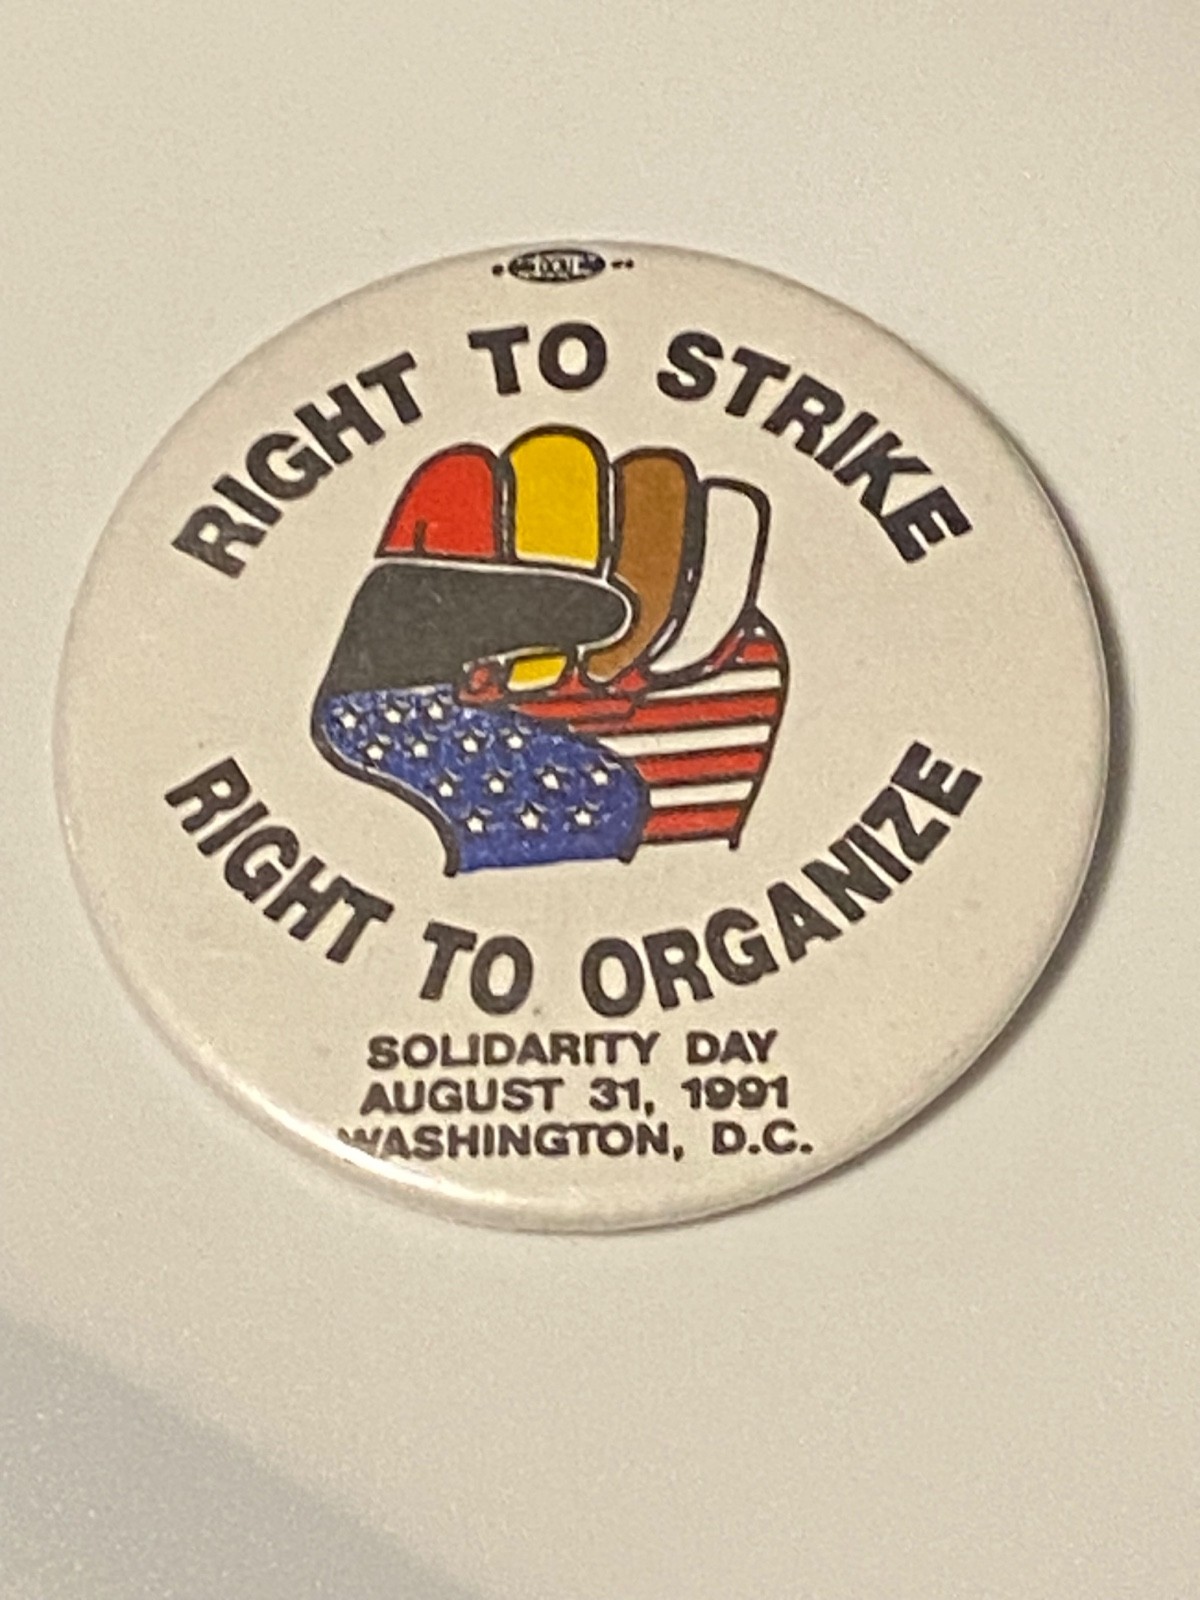 RIGHT TO STRIKE
RIGHT TO ORGANIZE
SOLIDARITY DAY
AUGUST 31, 1991
WASHINGTON, D.C.